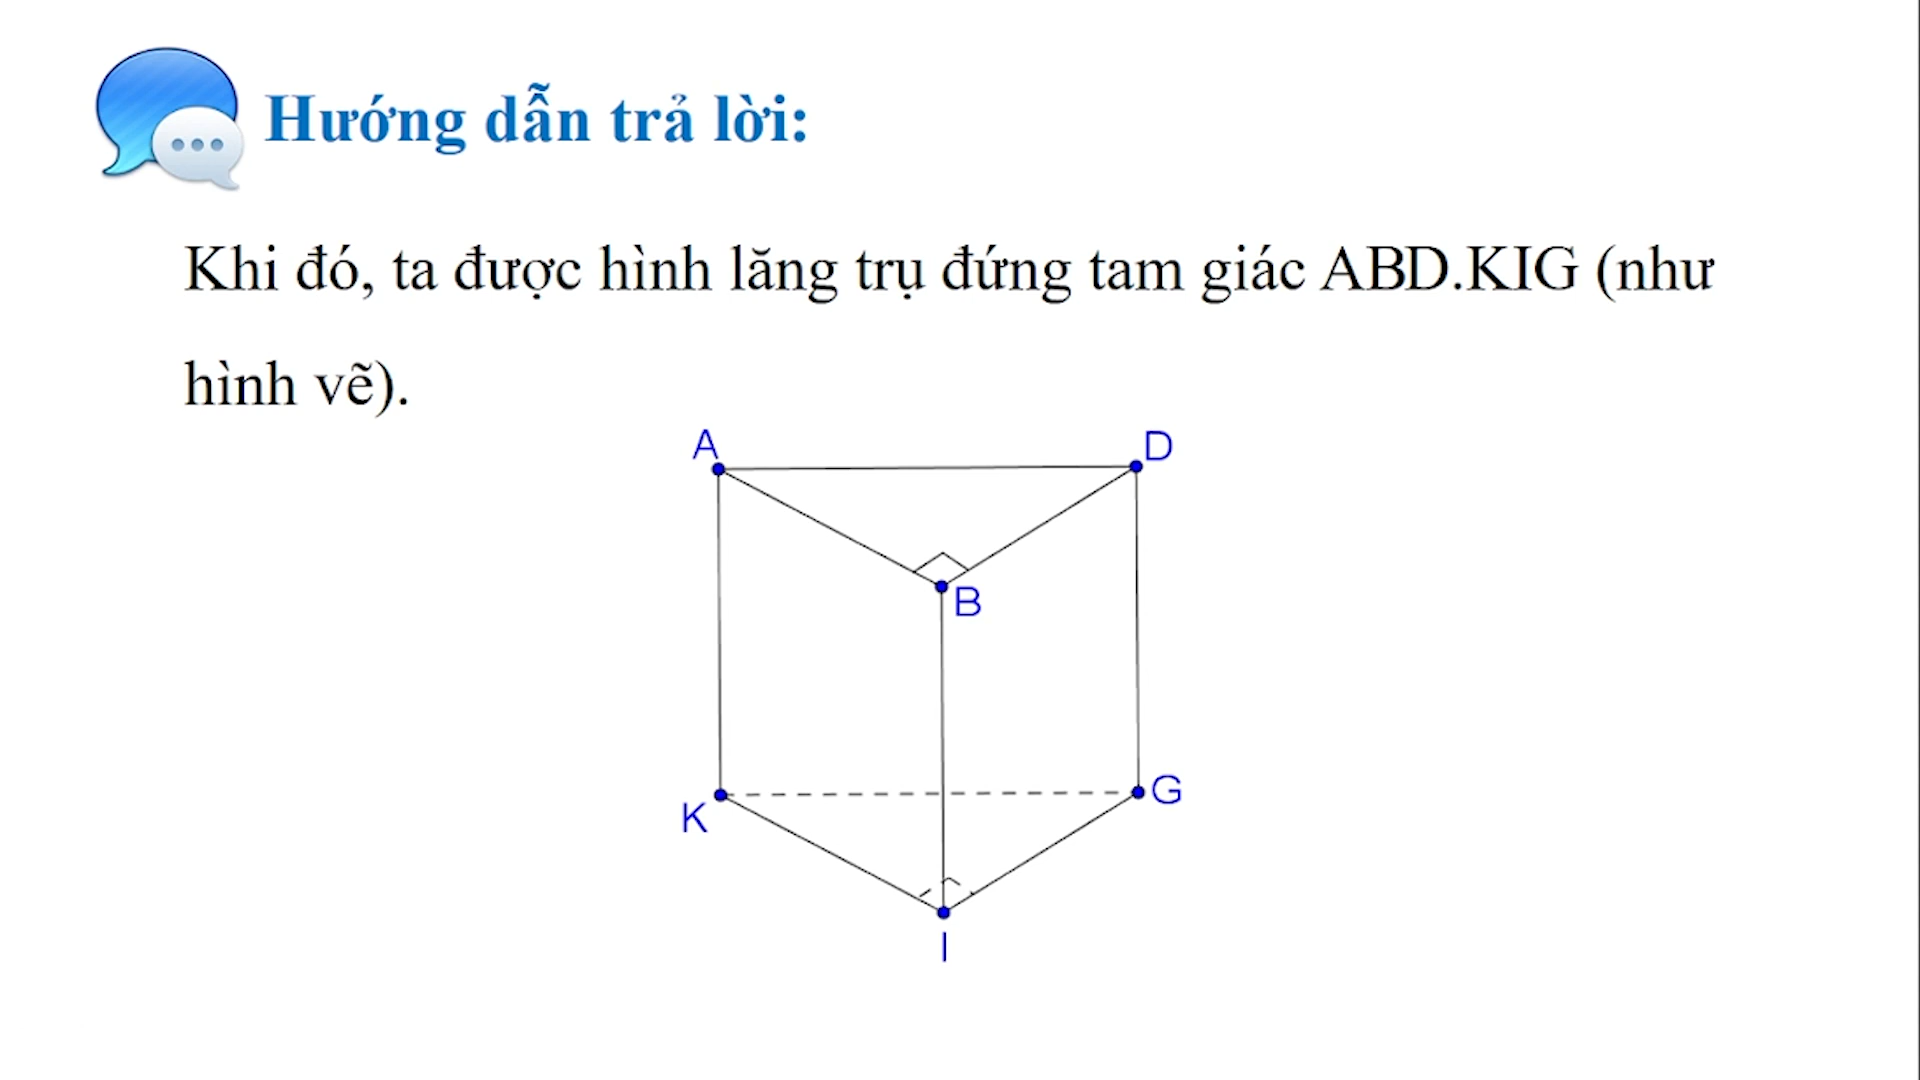 Hướng dẫn trả lời:
Khi đó, ta được hình lăng trụ đứng tam giác ABD.KIG (như
hình vẽ).
A
D
B
K
G
I